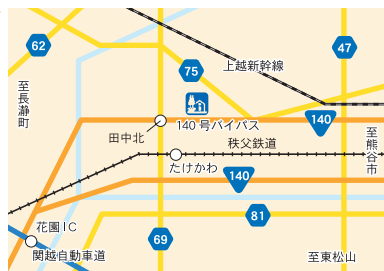 62
47
75
上越新幹線
至長瀞町
140
140号バイパス
田中北
至熊谷市
秩父鉄道
たけかわ
140
81
花園IC
関越自動車道
69
至東松山